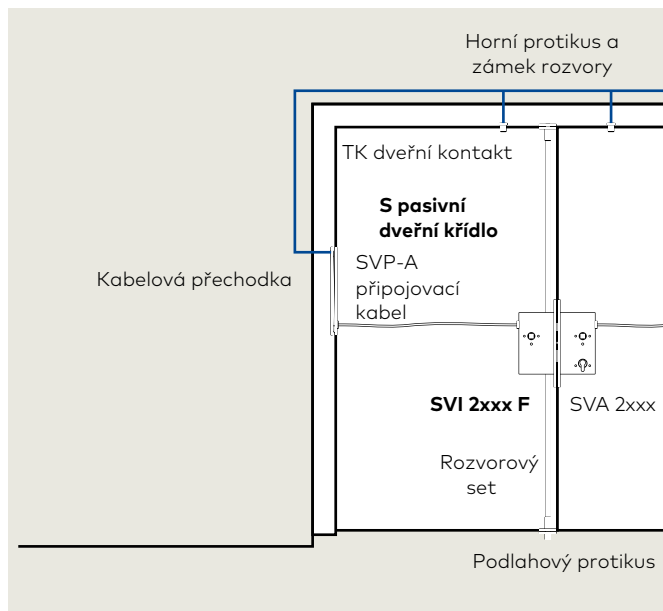 Horní protikus a
zámek rozvory
TK dveřní kontakt
S pasivní
dveřní křídlo
Kabelová přechodka
SVP-A
připojovací
kabel
SVI 2xxx F
SVA 2xxx
Rozvorový
set
Podlahový protikus